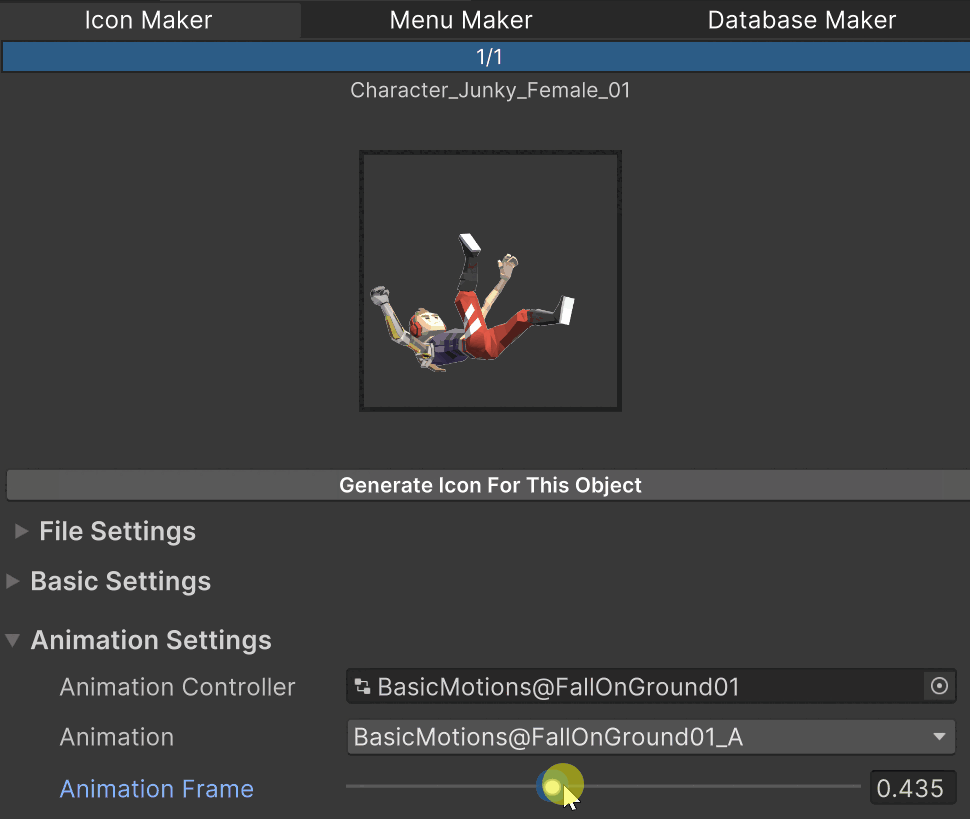 Icon Maker Menu Maker Database Maker
1/1
Character_Junky_Female_01
Generate Icon For This Object
File Settings
Basic Settings
Animation Settings
Animation Controller BasicMotions@FallOnGround01
Animation BasicMotions@FallOnGround01_A
Animation Frame 0.435